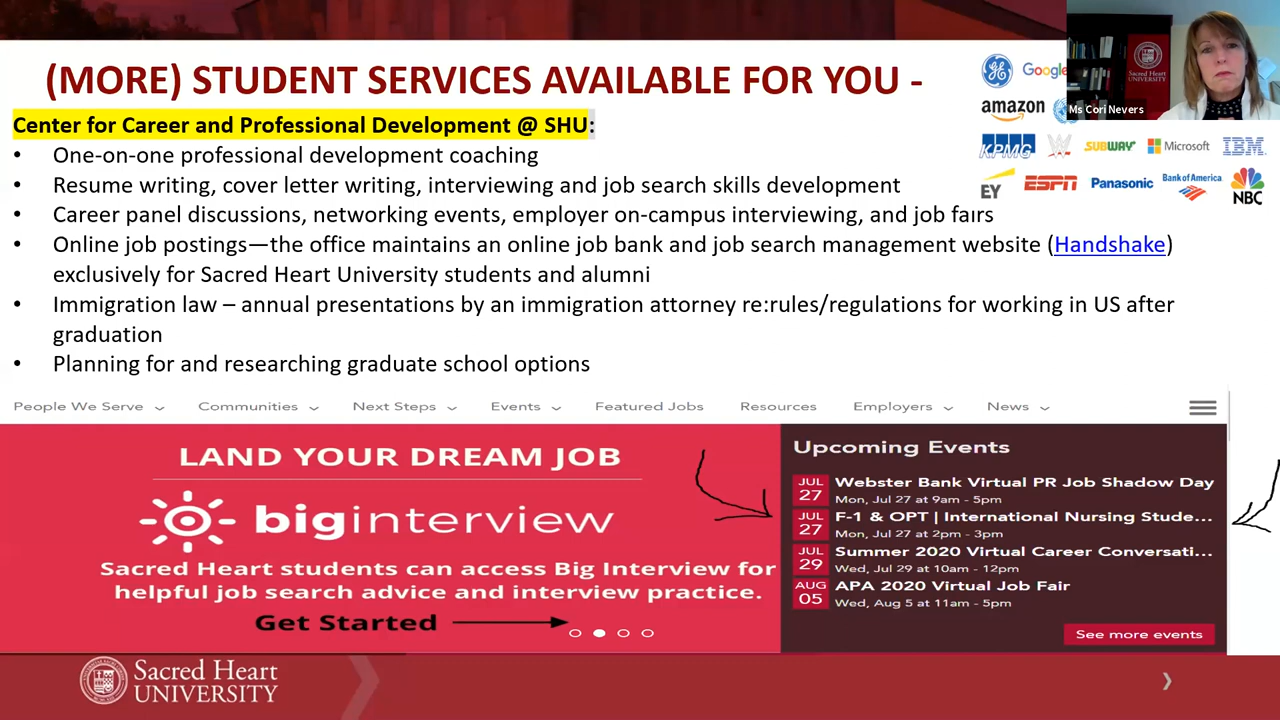 (MORE) STUDENT SERVICES AVAILABLE FOR YOU -
Google
amazon
Sacred Heart
UNIVERSITY
Ms Cori Nevers
KPMG
SUBWAY
Microsoft
IBM
EY
ESPN
Panasonic
Bank of America
NBC
Center for Career and Professional Development @ SHU:
• One-on-one professional development coaching
• Resume writing, cover letter writing, interviewing and job search skills development
• Career panel discussions, networking events, employer on-campus interviewing, and job fairs
• Online job postings—the office maintains an online job bank and job search management website (Handshake)
exclusively for Sacred Heart University students and alumni
• Immigration law – annual presentations by an immigration attorney re:rules/regulations for working in US after
graduation
• Planning for and researching graduate school options
People We Serve Communities Next Steps Events Featured Jobs Resources Employers News
LAND YOUR DREAM JOB
biginterview
Sacred Heart students can access Big Interview for
helpful job search advice and interview practice.
Get Started
Upcoming Events
JUL 27 Webster Bank Virtual PR Job Shadow Day
Mon, Jul 27 at 9am - 5pm
JUL 27 F-1 & OPT | International Nursing Stude...
Mon, Jul 27 at 2pm - 3pm
JUL 29 Summer 2020 Virtual Career Conversati...
Wed, Jul 29 at 10am - 12pm
AUG 05 APA 2020 Virtual Job Fair
Wed, Aug 5 at 11am - 5pm
See more events
Sacred Heart
UNIVERSITY